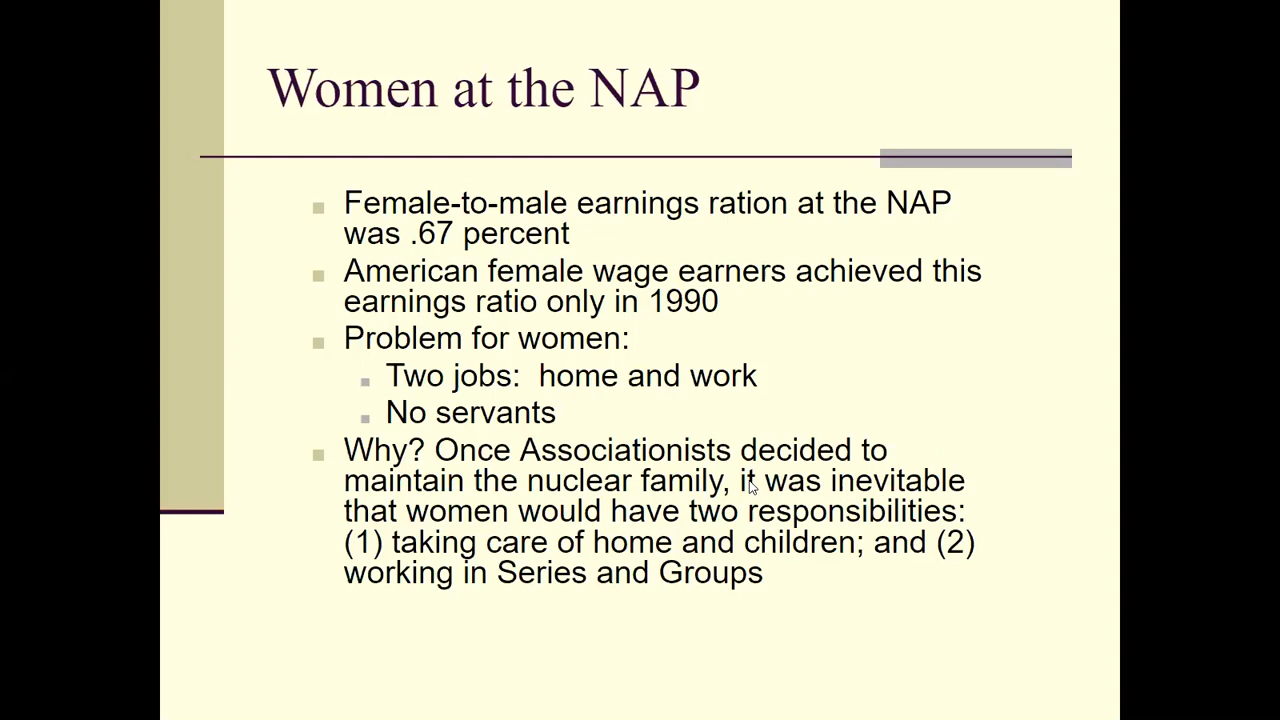 Women at the NAP
Female-to-male earnings ration at the NAP
was .67 percent
American female wage earners achieved this
earnings ratio only in 1990
Problem for women:
Two jobs:  home and work
No servants
Why? Once Associationists decided to
maintain the nuclear family, it was inevitable
that women would have two responsibilities:
(1) taking care of home and children; and (2)
working in Series and Groups